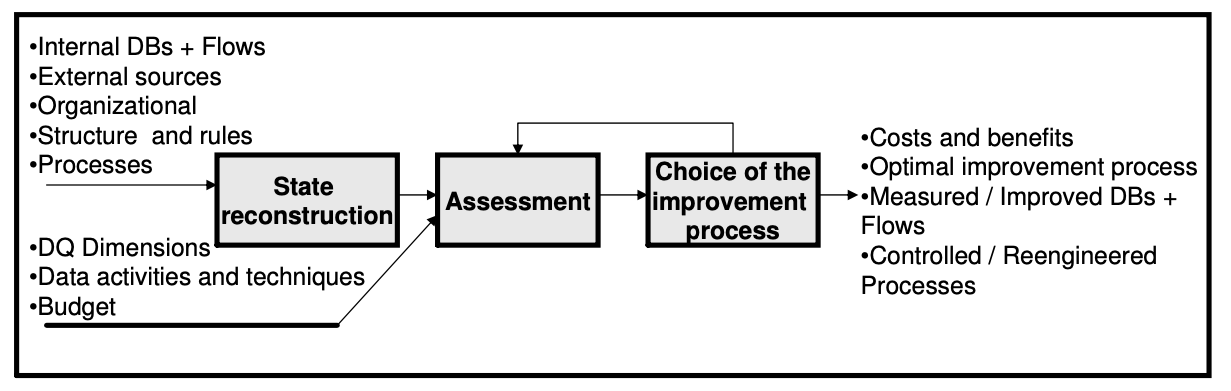 •Internal DBs + Flows
•External sources
•Organizational
•Structure and rules
•Processes
State
reconstruction
Assessment
Choice of the
improvement
process
•DQ Dimensions
•Data activities and techniques
•Budget
•Costs and benefits
•Optimal improvement process
•Measured / Improved DBs +
Flows
•Controlled / Reengineered
Processes